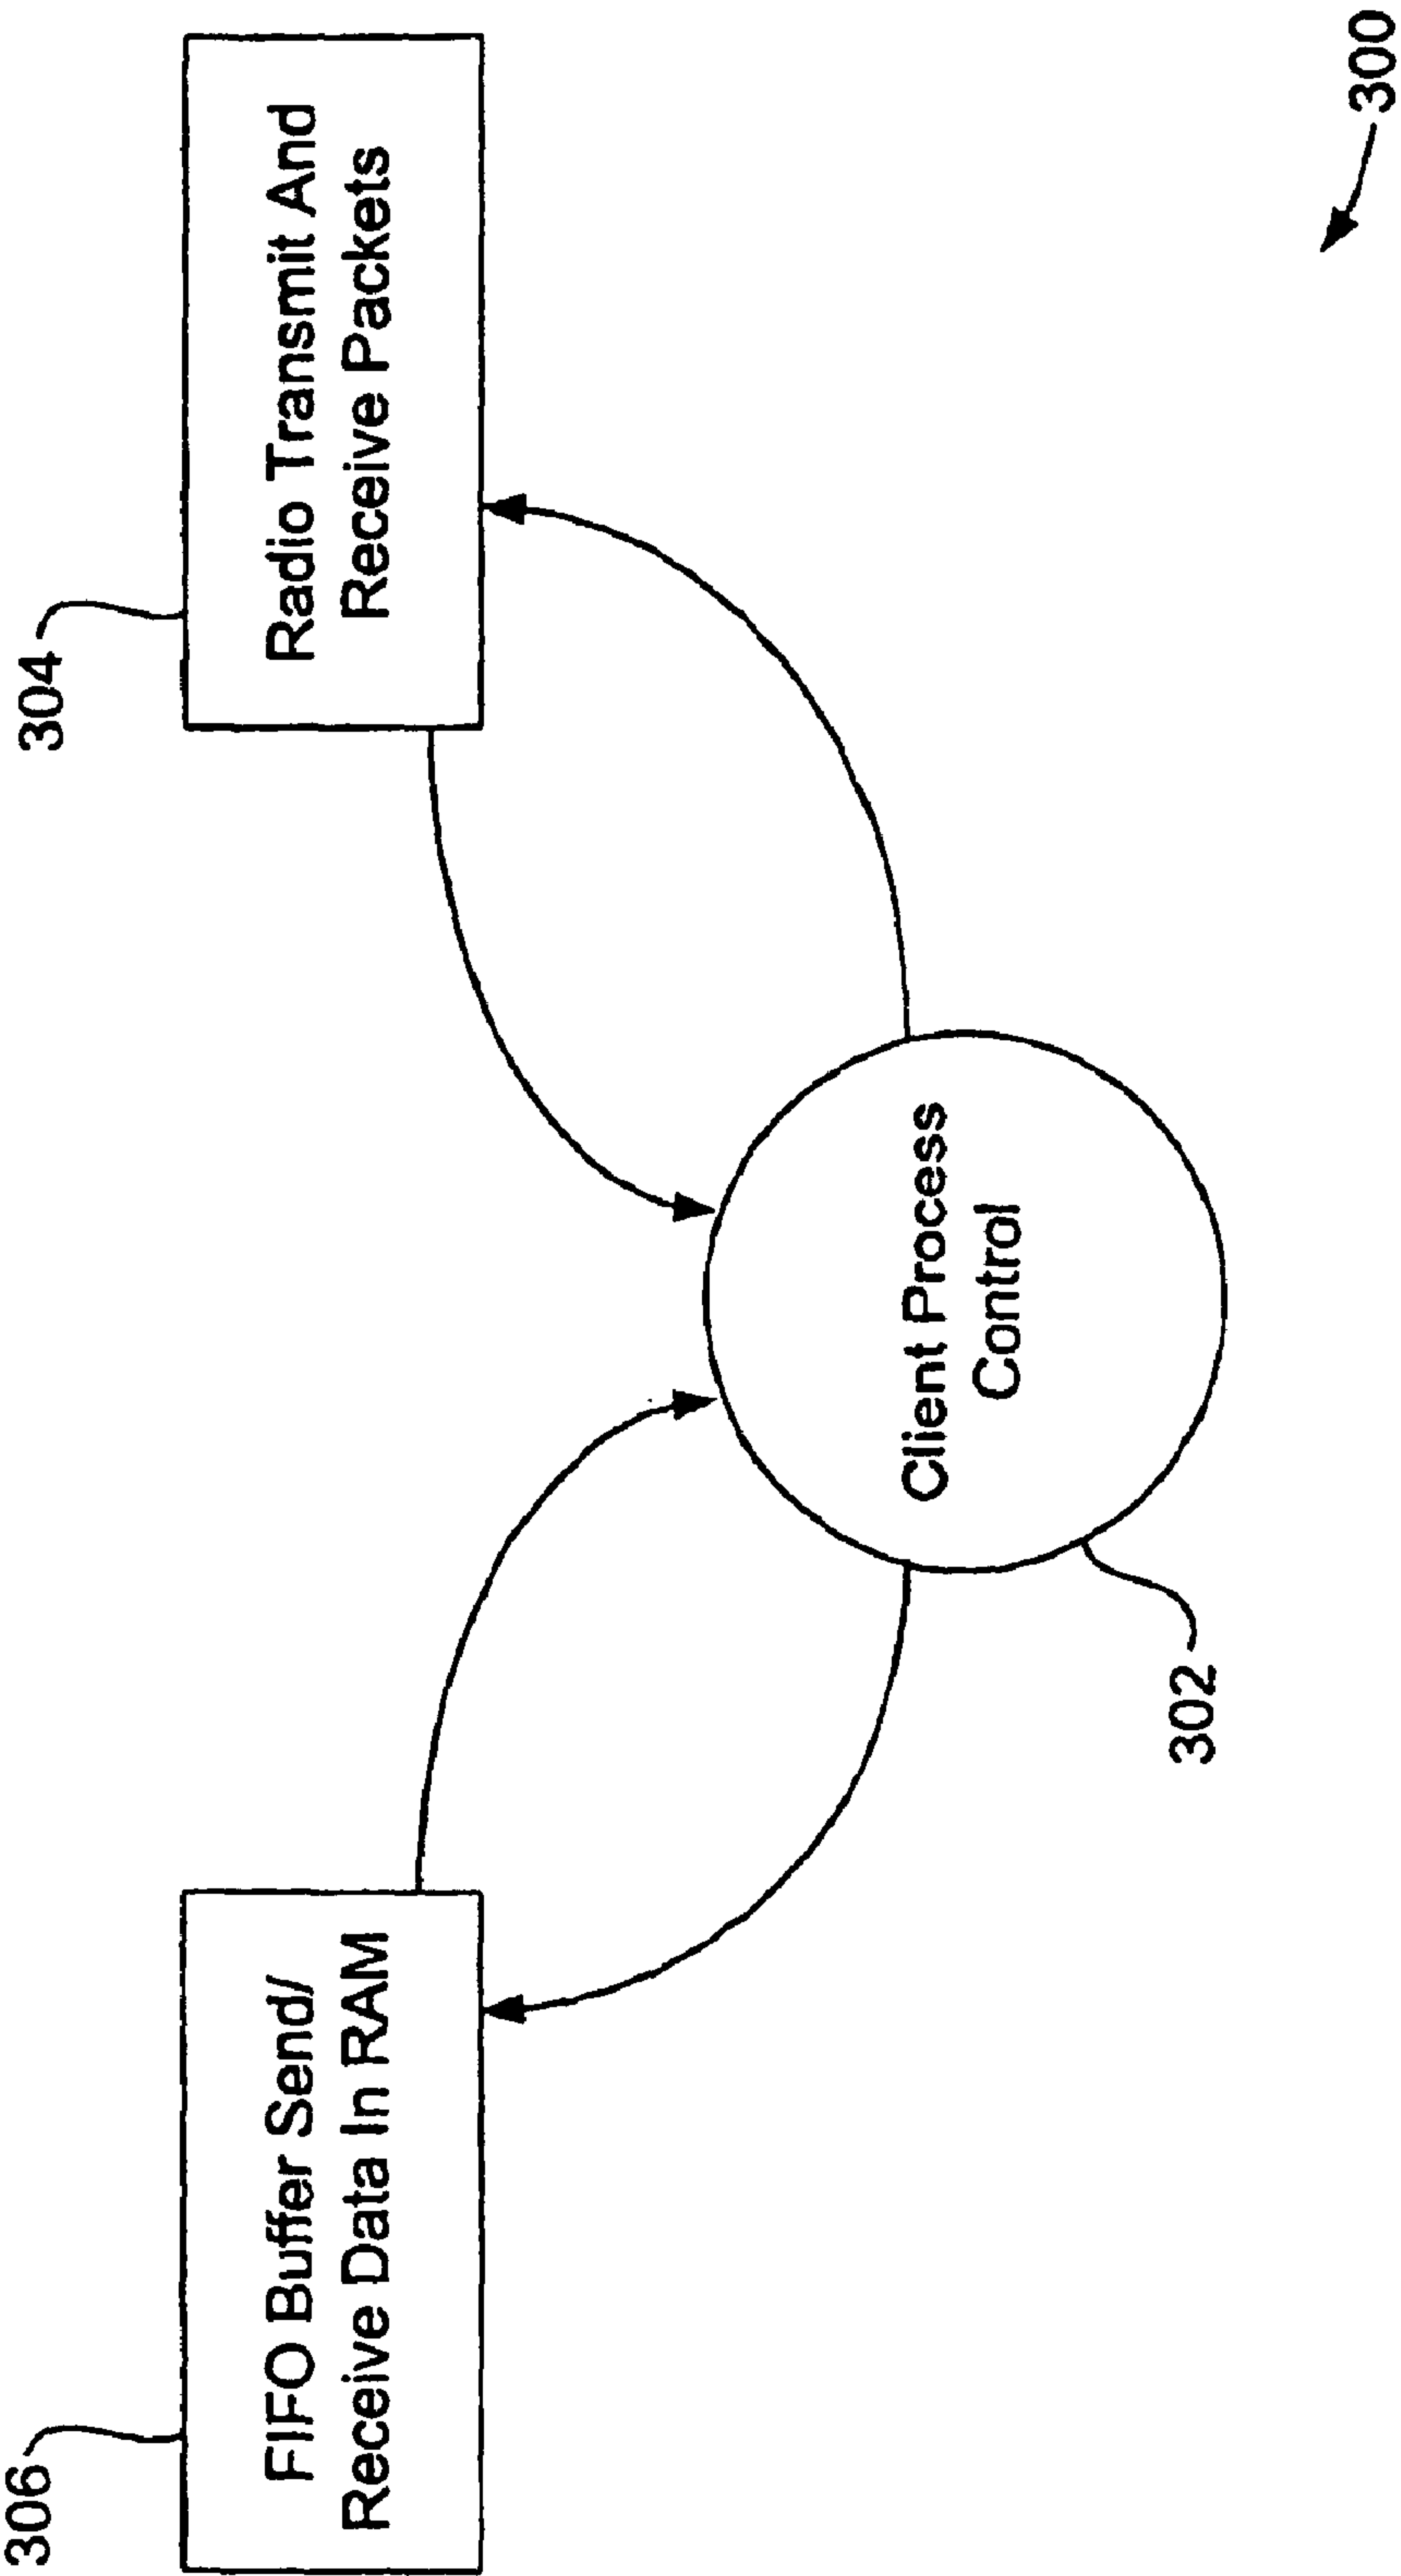 306
FIFO Buffer Send/
Receive Data In RAM
304
Radio Transmit And
Receive Packets
Client Process
Control
302
300